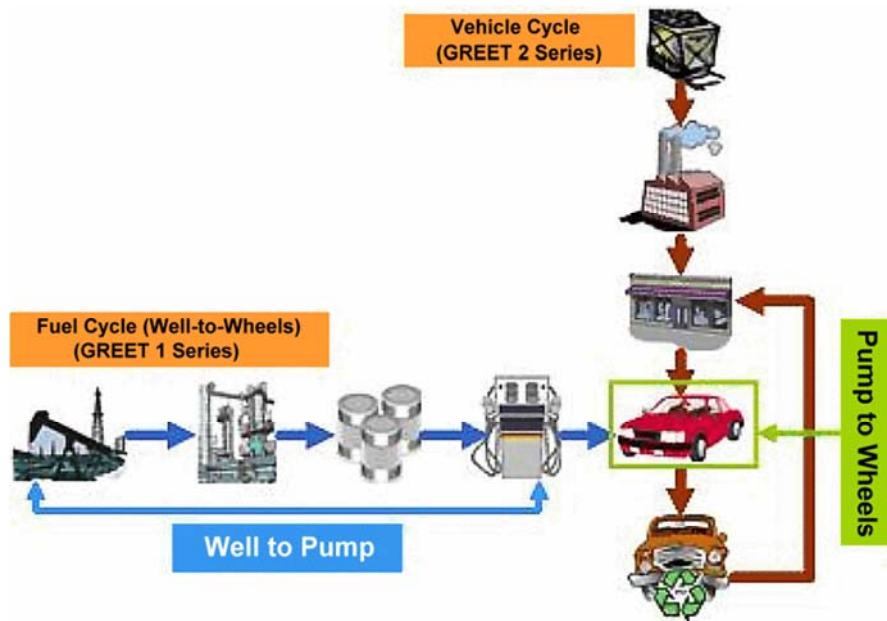 Vehicle Cycle
(GREET 2 Series)
Fuel Cycle (Well-to-Wheels)
(GREET 1 Series)
Well to Pump
Pump to Wheels